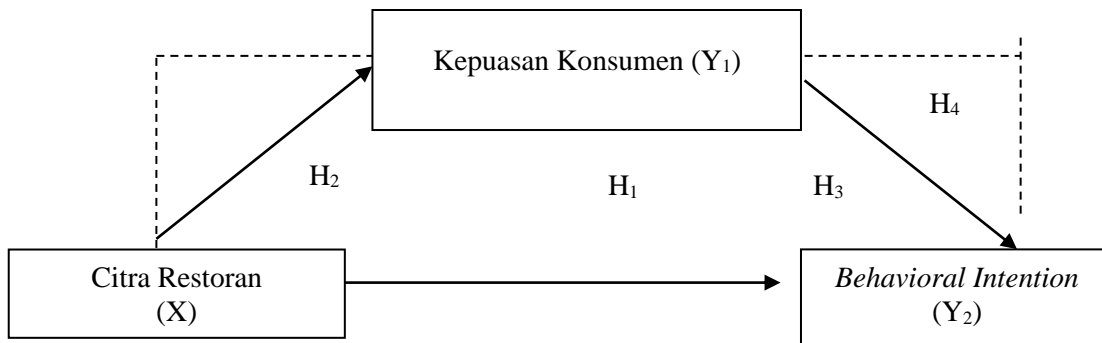 Kepuasan Konsumen (Y₁)
H₄
H₂
H₁
H₃
Citra Restoran
(X)
Behavioral Intention
(Y₂)